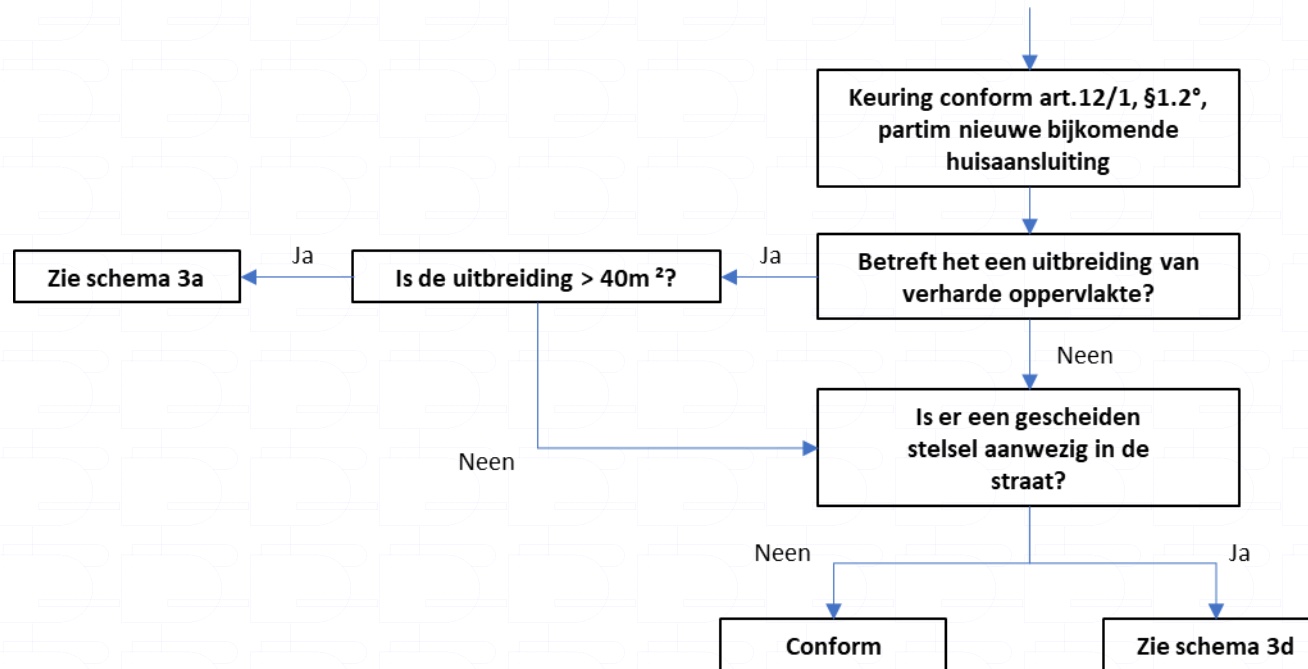 Keuring conform art.12/1, §1.2°,
partim nieuwe bijkomende
huisaansluiting
Betreft het een uitbreiding van
verharde oppervlakte?
Ja
Is de uitbreiding > 40m ²?
Ja
Zie schema 3a
Neen
Is er een gescheiden
stelsel aanwezig in de
straat?
Neen
Neen
Ja
Conform
Zie schema 3d